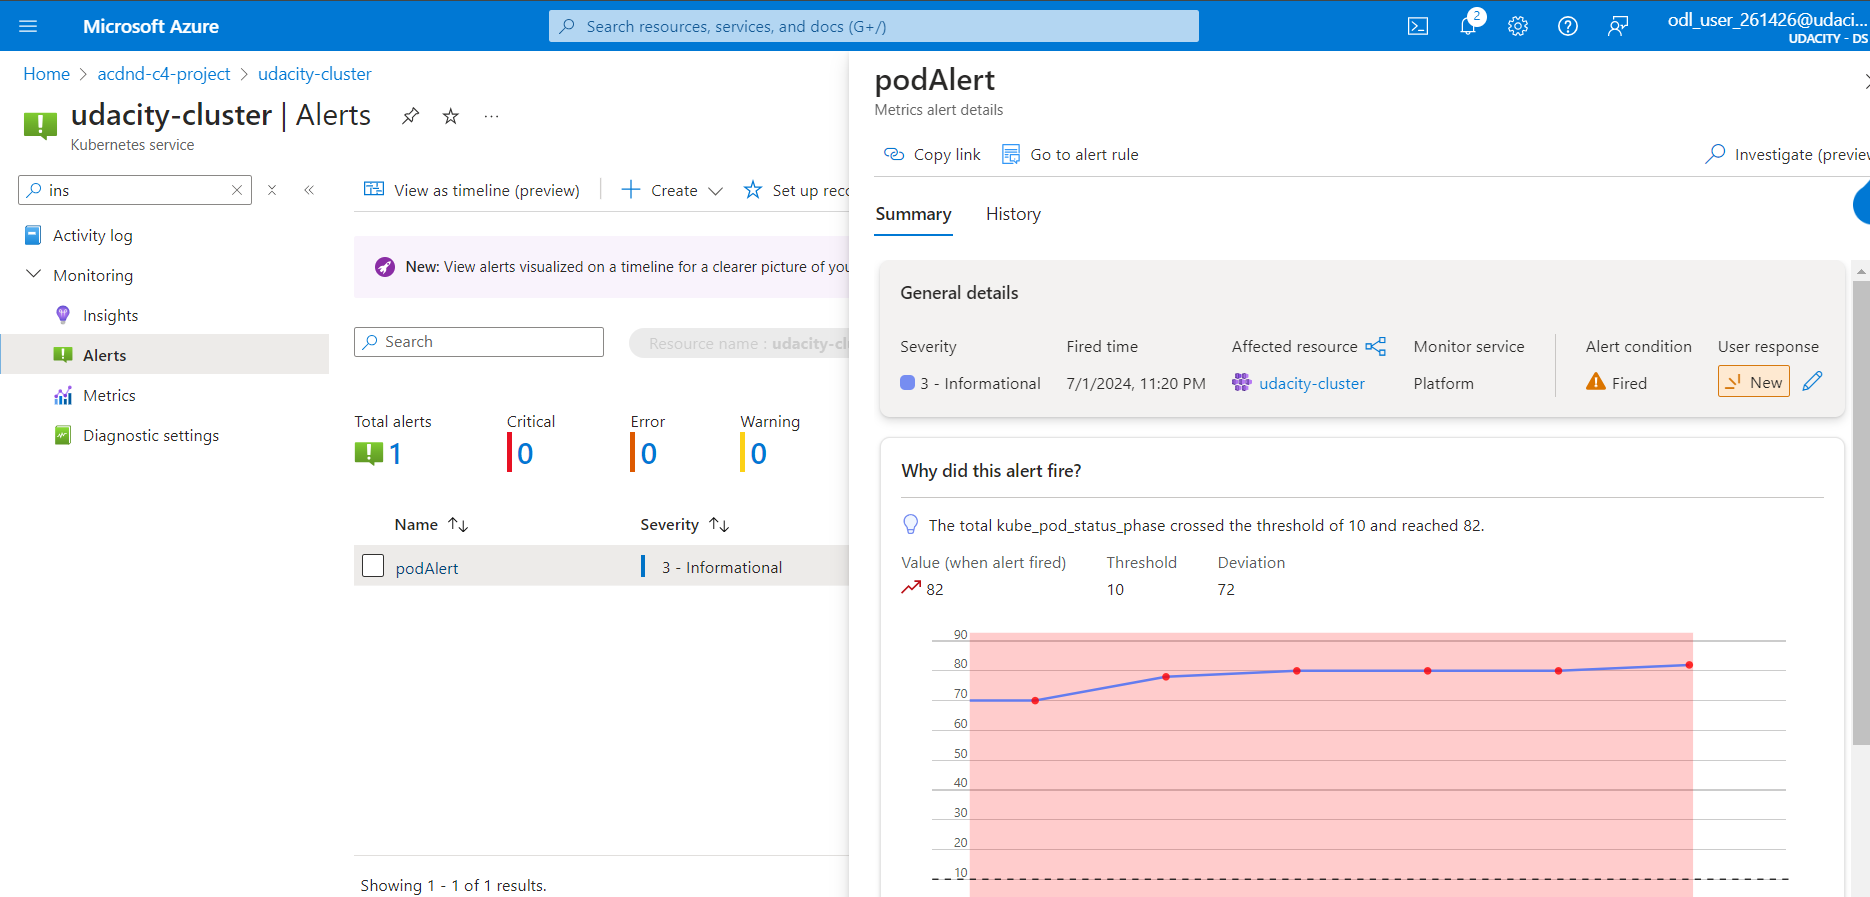 Microsoft Azure
Search resources, services, and docs (G+/)
2
odl_user_261426@udaci...
UDACITY - DS
Home > acdnd-c4-project > udacity-cluster
udacity-cluster | Alerts
Kubernetes service
ins
Activity log
Monitoring
Insights
Alerts
Metrics
Diagnostic settings
View as timeline (preview)
Create
Set up reco
New: View alerts visualized on a timeline for a clearer picture of you
Search
Resource name : udacity-cl
Total alerts
1
Critical
0
Error
0
Warning
0
Name
Severity
podAlert
3 - Informational
Showing 1 - 1 of 1 results.
podAlert
Metrics alert details
Copy link
Go to alert rule
Investigate (preview
Summary
History
General details
Severity
3 - Informational
Fired time
7/1/2024, 11:20 PM
Affected resource
udacity-cluster
Monitor service
Platform
Alert condition
Fired
User response
New
Why did this alert fire?
The total kube_pod_status_phase crossed the threshold of 10 and reached 82.
Value (when alert fired)
82
Threshold
10
Deviation
72
90
80
70
60
50
40
30
20
10